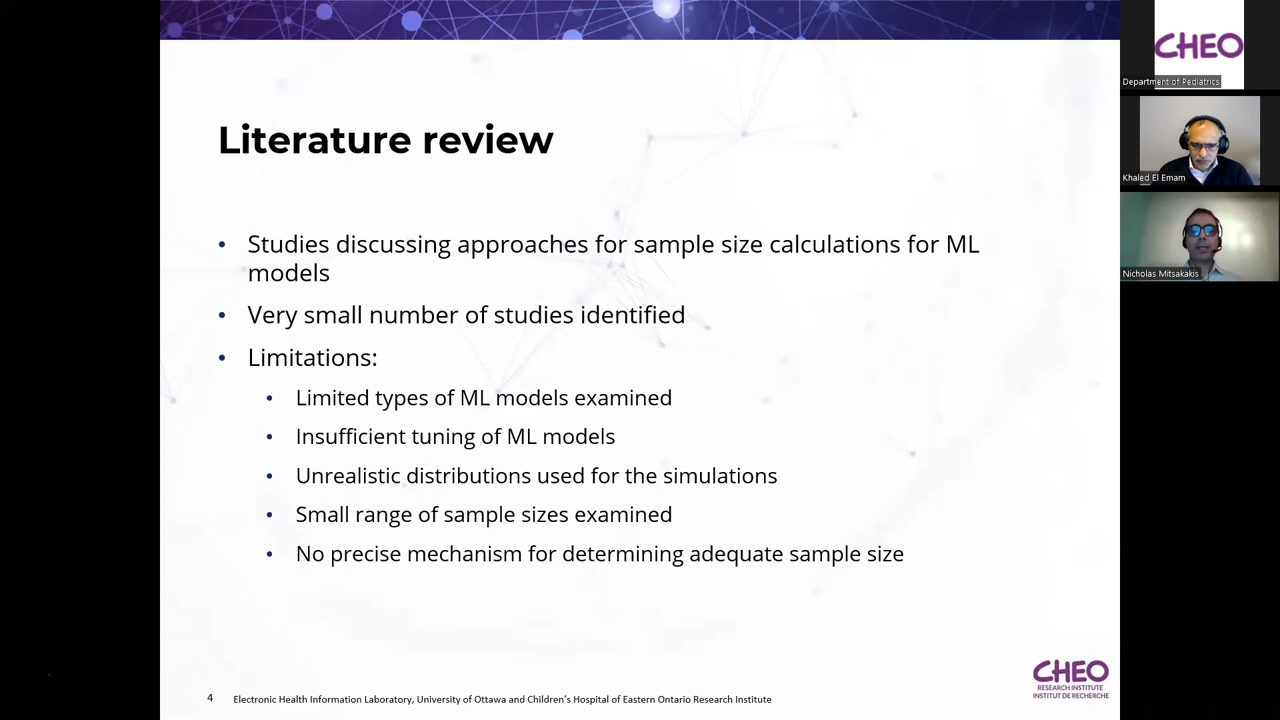 Literature review
• Studies discussing approaches for sample size calculations for ML
models
• Very small number of studies identified
• Limitations:
• Limited types of ML models examined
• Insufficient tuning of ML models
• Unrealistic distributions used for the simulations
• Small range of sample sizes examined
• No precise mechanism for determining adequate sample size
4 Electronic Health Information Laboratory, University of Ottawa and Children's Hospital of Eastern Ontario Research Institute
CHEO
RESEARCH INSTITUTE
INSTITUT DE RECHERCHE
CHEO
Department of Pediatrics
Khaled El Emam
Nicholas Mitsakakis